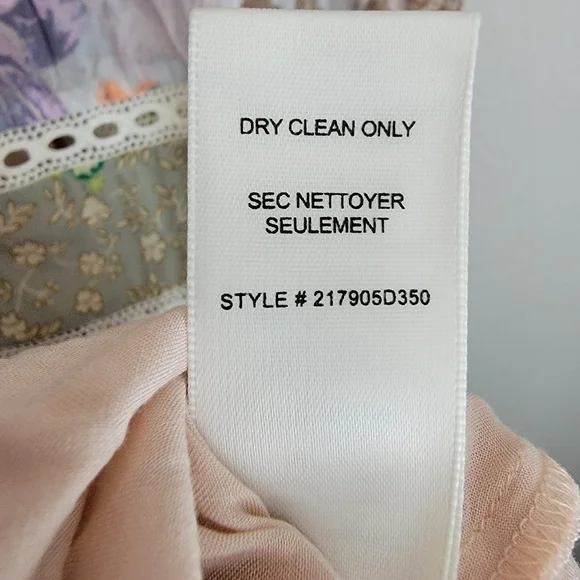 DRY CLEAN ONLY
SEC NETTOYER
SEULEMENT
STYLE # 217905D350